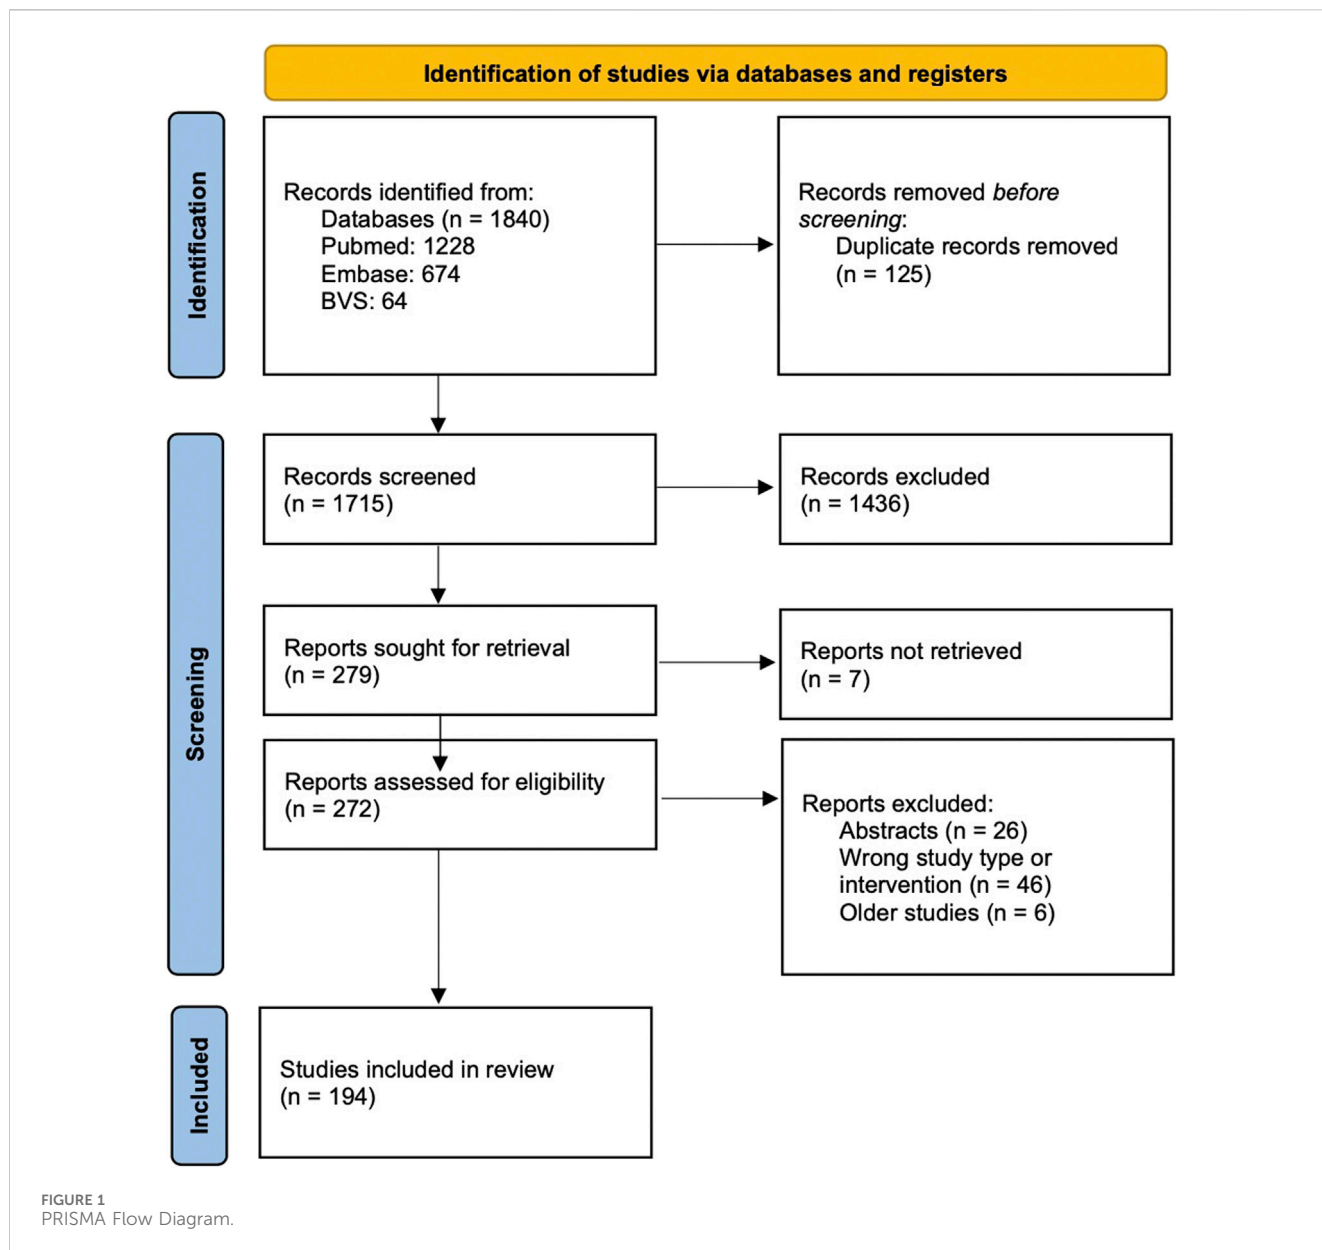 Identification of studies via databases and registers
Identification
Records identified from:
Databases (n = 1840)
Pubmed: 1228
Embase: 674
BVS: 64
Records removed before
screening:
Duplicate records removed
(n = 125)
Screening
Records screened
(n = 1715)
Records excluded
(n = 1436)
Reports sought for retrieval
(n = 279)
Reports not retrieved
(n = 7)
Reports assessed for eligibility
(n = 272)
Reports excluded:
Abstracts (n = 26)
Wrong study type or
intervention (n = 46)
Older studies (n = 6)
Included
Studies included in review
(n = 194)
FIGURE 1
PRISMA Flow Diagram.